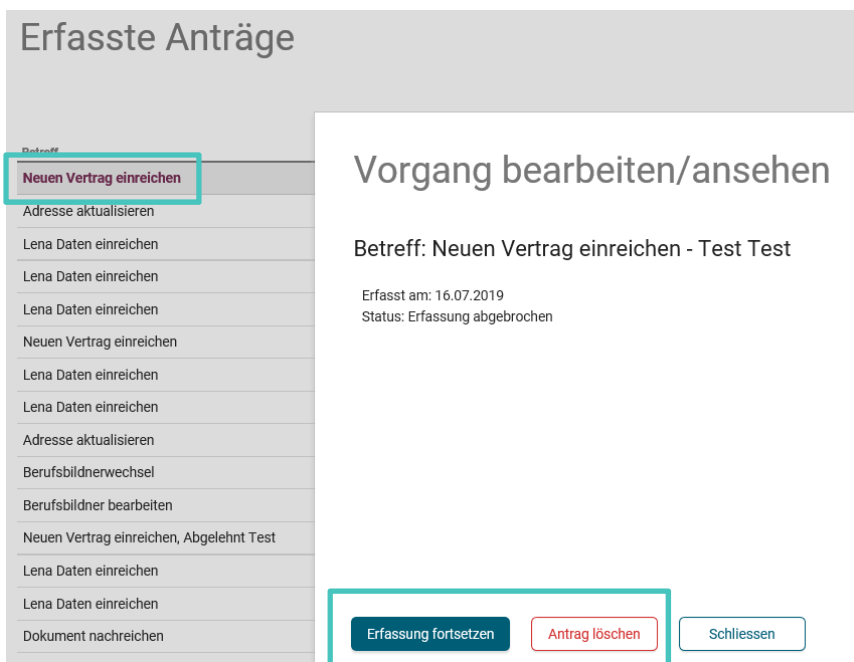 Erfasste Anträge
Betreff
Neuen Vertrag einreichen
Adresse aktualisieren
Lena Daten einreichen
Lena Daten einreichen
Lena Daten einreichen
Neuen Vertrag einreichen
Lena Daten einreichen
Lena Daten einreichen
Adresse aktualisieren
Berufsbildnerwechsel
Berufsbildner bearbeiten
Neuen Vertrag einreichen, Abgelehnt Test
Lena Daten einreichen
Lena Daten einreichen
Dokument nachreichen
Vorgang bearbeiten/ansehen
Betreff: Neuen Vertrag einreichen - Test Test
Erfasst am: 16.07.2019
Status: Erfassung abgebrochen
Erfassung fortsetzen Antrag löschen Schliessen